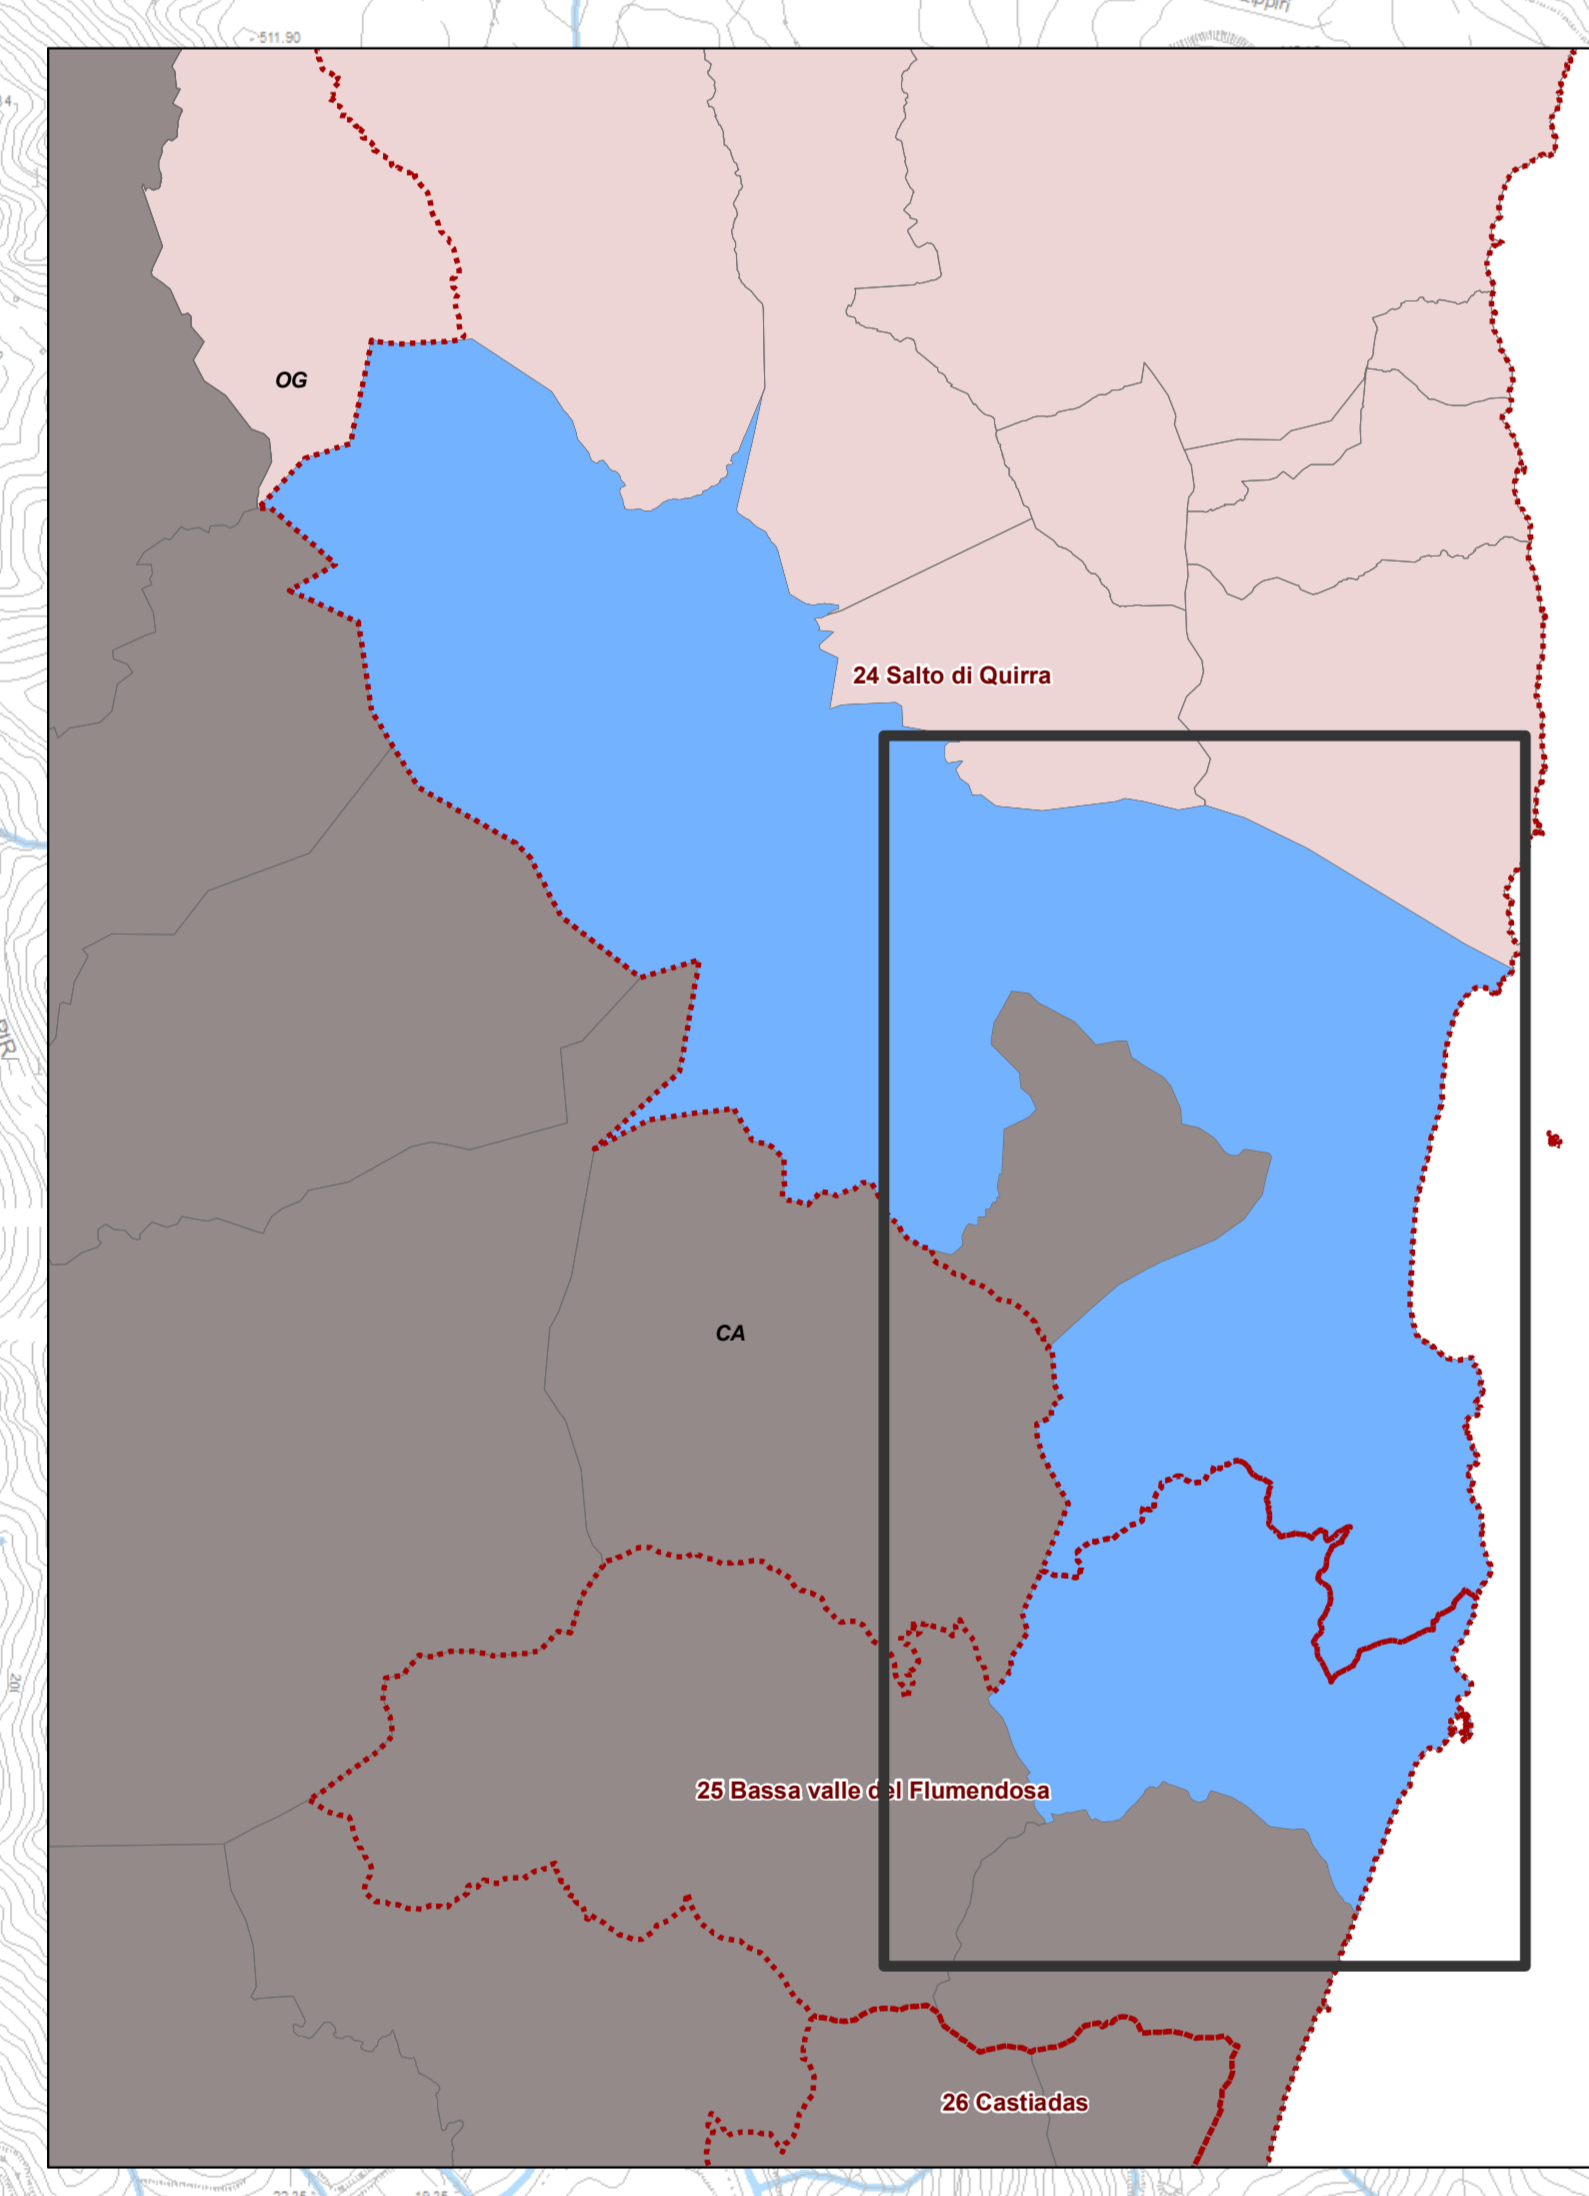 511.90
OG
24 Salto di Quirra
CA
25 Bassa valle del Flumendosa
26 Castiadas